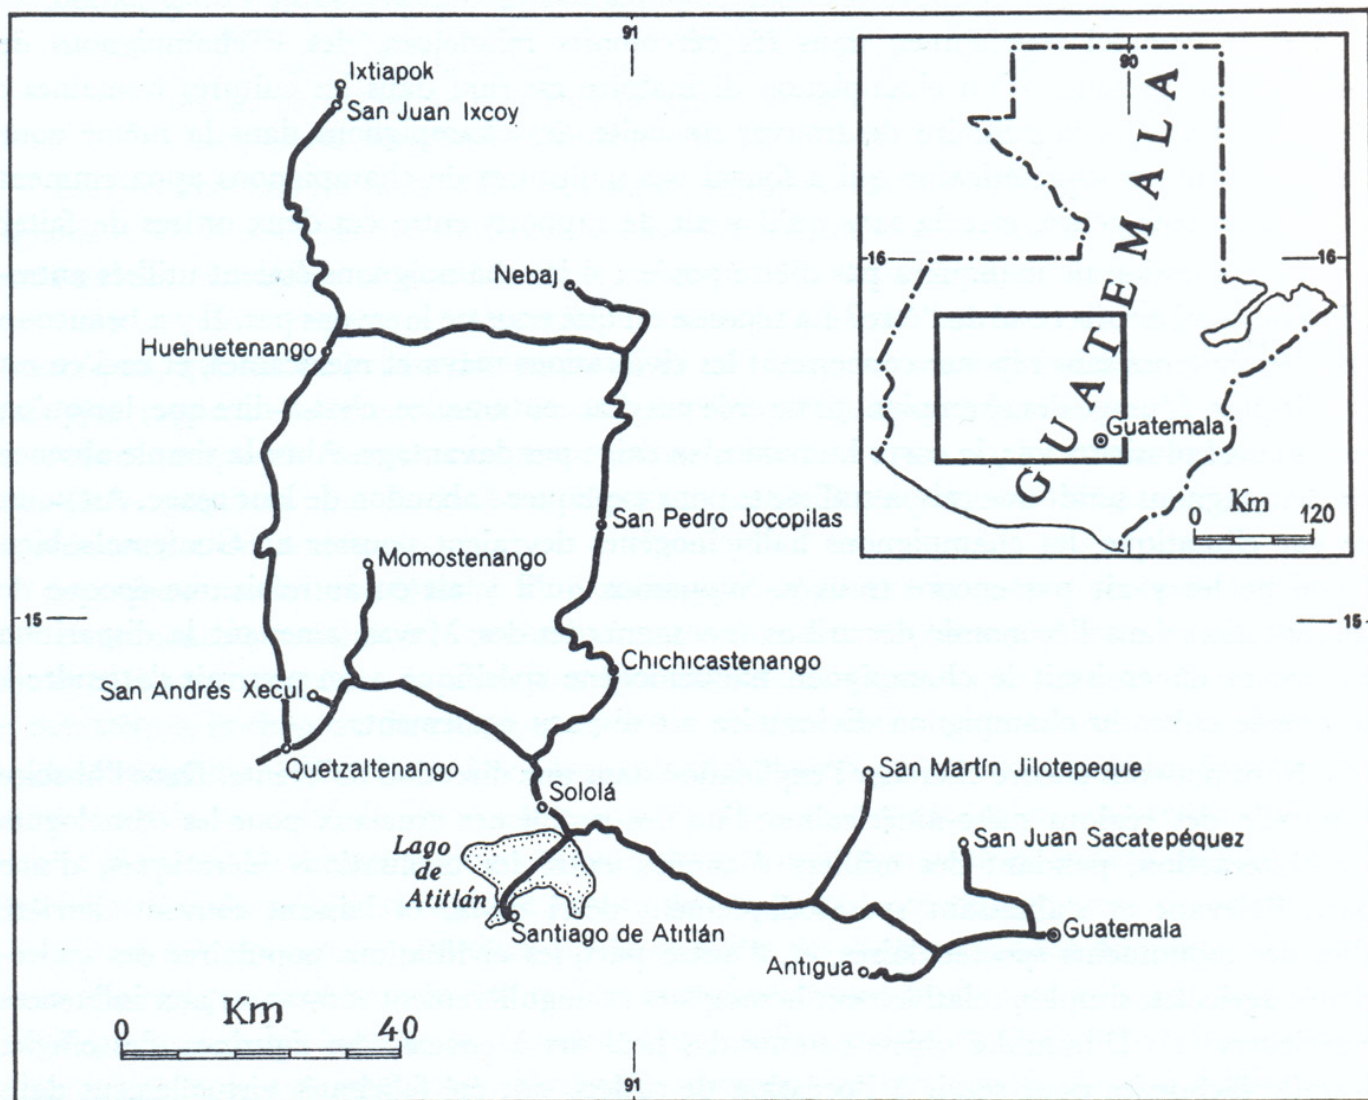 91
Ixtiapok
San Juan Ixcoy
Nebaj
Huehuetenango
San Pedro Jocopilas
Momostenango
15
15
Chichicastenango
San Andrés Xecul
Quetzaltenango
San Martín Jilotepeque
Sololá
San Juan Sacatepéquez
Lago
de
Atitlán
Santiago de Atitlán
Guatemala
Antigua
Km
0 40
91
90
GUATEMALA
16
16
Guatemala
Km
0 120